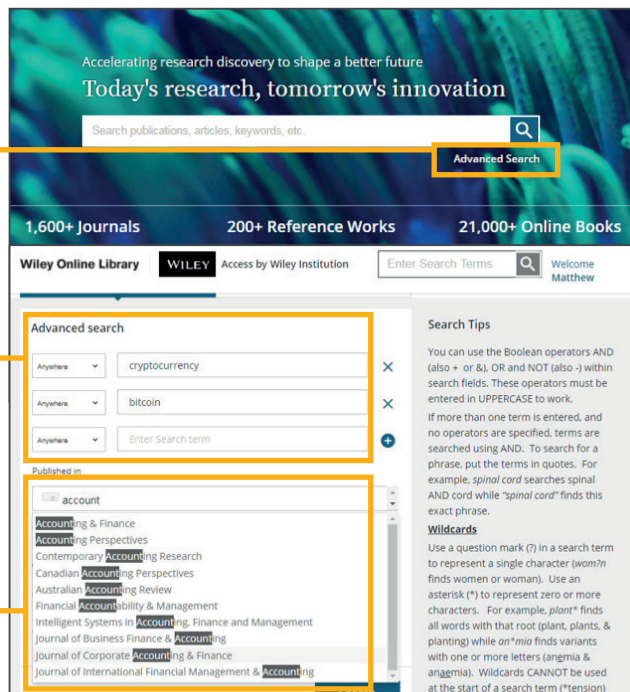 Accelerating research discovery to shape a better future
Today's research, tomorrow's innovation
Search publications, articles, keywords, etc.
Advanced Search
1,600+ Journals 200+ Reference Works 21,000+ Online Books
Wiley Online Library WILEY Access by Wiley Institution Enter Search Terms Welcome
Matthew
Advanced search
Anywhere cryptocurrency
Anywhere bitcoin
Anywhere Enter Search term
Published in
account
Accounting & Finance
Accounting Perspectives
Contemporary Accounting Research
Canadian Accounting Perspectives
Australian Accounting Review
Financial Accountability & Management
Intelligent Systems in Accounting, Finance and Management
Journal of Business Finance & Accounting
Journal of Corporate Accounting & Finance
Journal of International Financial Management & Accounting
Search Tips
You can use the Boolean operators AND
(also + or &), OR and NOT (also -) within
search fields. These operators must be
entered in UPPERCASE to work.
If more than one term is entered, and
no operators are specified, terms are
searched using AND. To search for a
phrase, put the terms in quotes. For
example, spinal cord searches spinal
AND cord while "spinal cord" finds this
exact phrase.
Wildcards
Use a question mark (?) in a search term
to represent a single character (wom?n
finds women or woman). Use an
asterisk (*) to represent zero or more
characters. For example, plant* finds
all words with that root (plant, plants, &
planting) while an*mia finds variants
with one or more letters (anemia &
anaemia). Wildcards CANNOT be used
at the start of a search term (*tension)